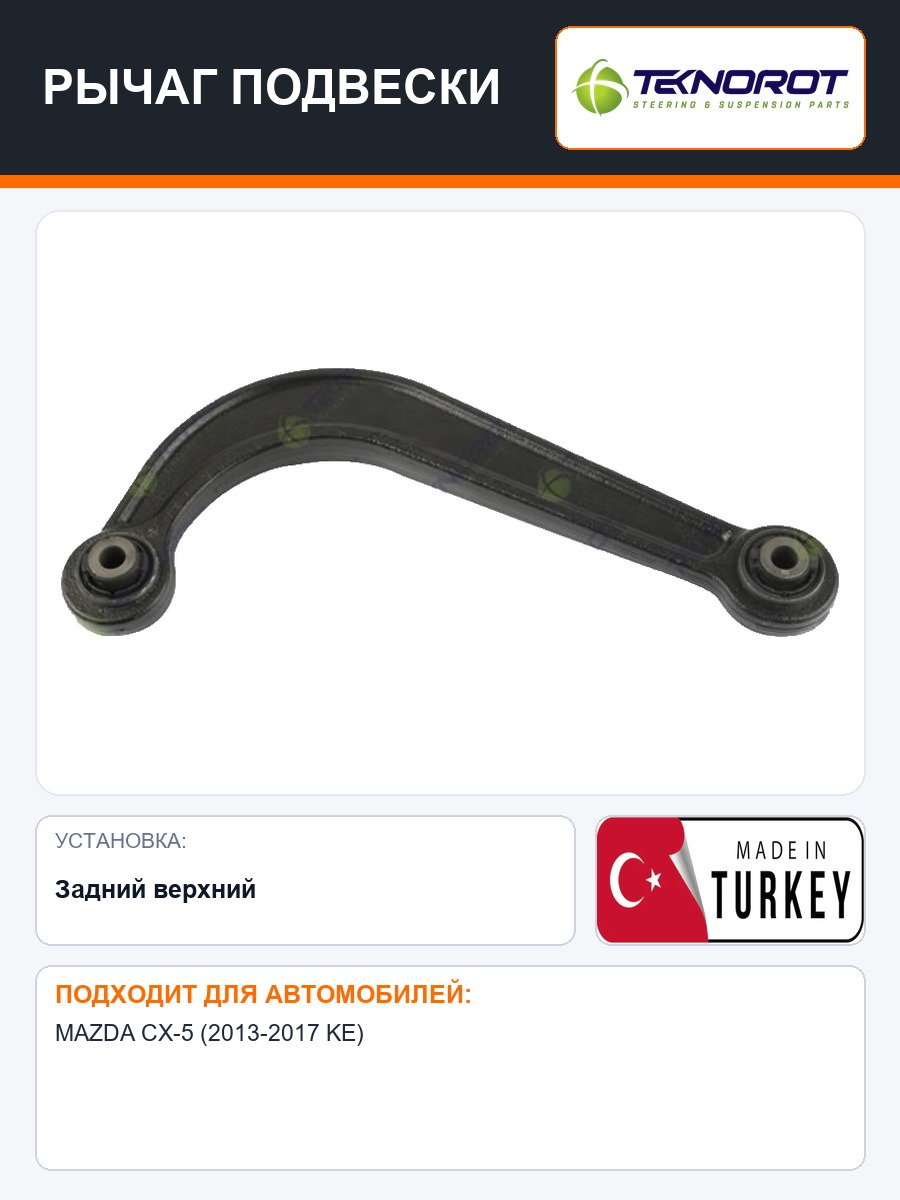 РЫЧАГ ПОДВЕСКИ
TEKNOROT
STEERING & SUSPENSION PARTS
УСТАНОВКА:
Задний верхний
MADE IN
TURKEY
ПОДХОДИТ ДЛЯ АВТОМОБИЛЕЙ:
MAZDA CX-5 (2013-2017 KE)